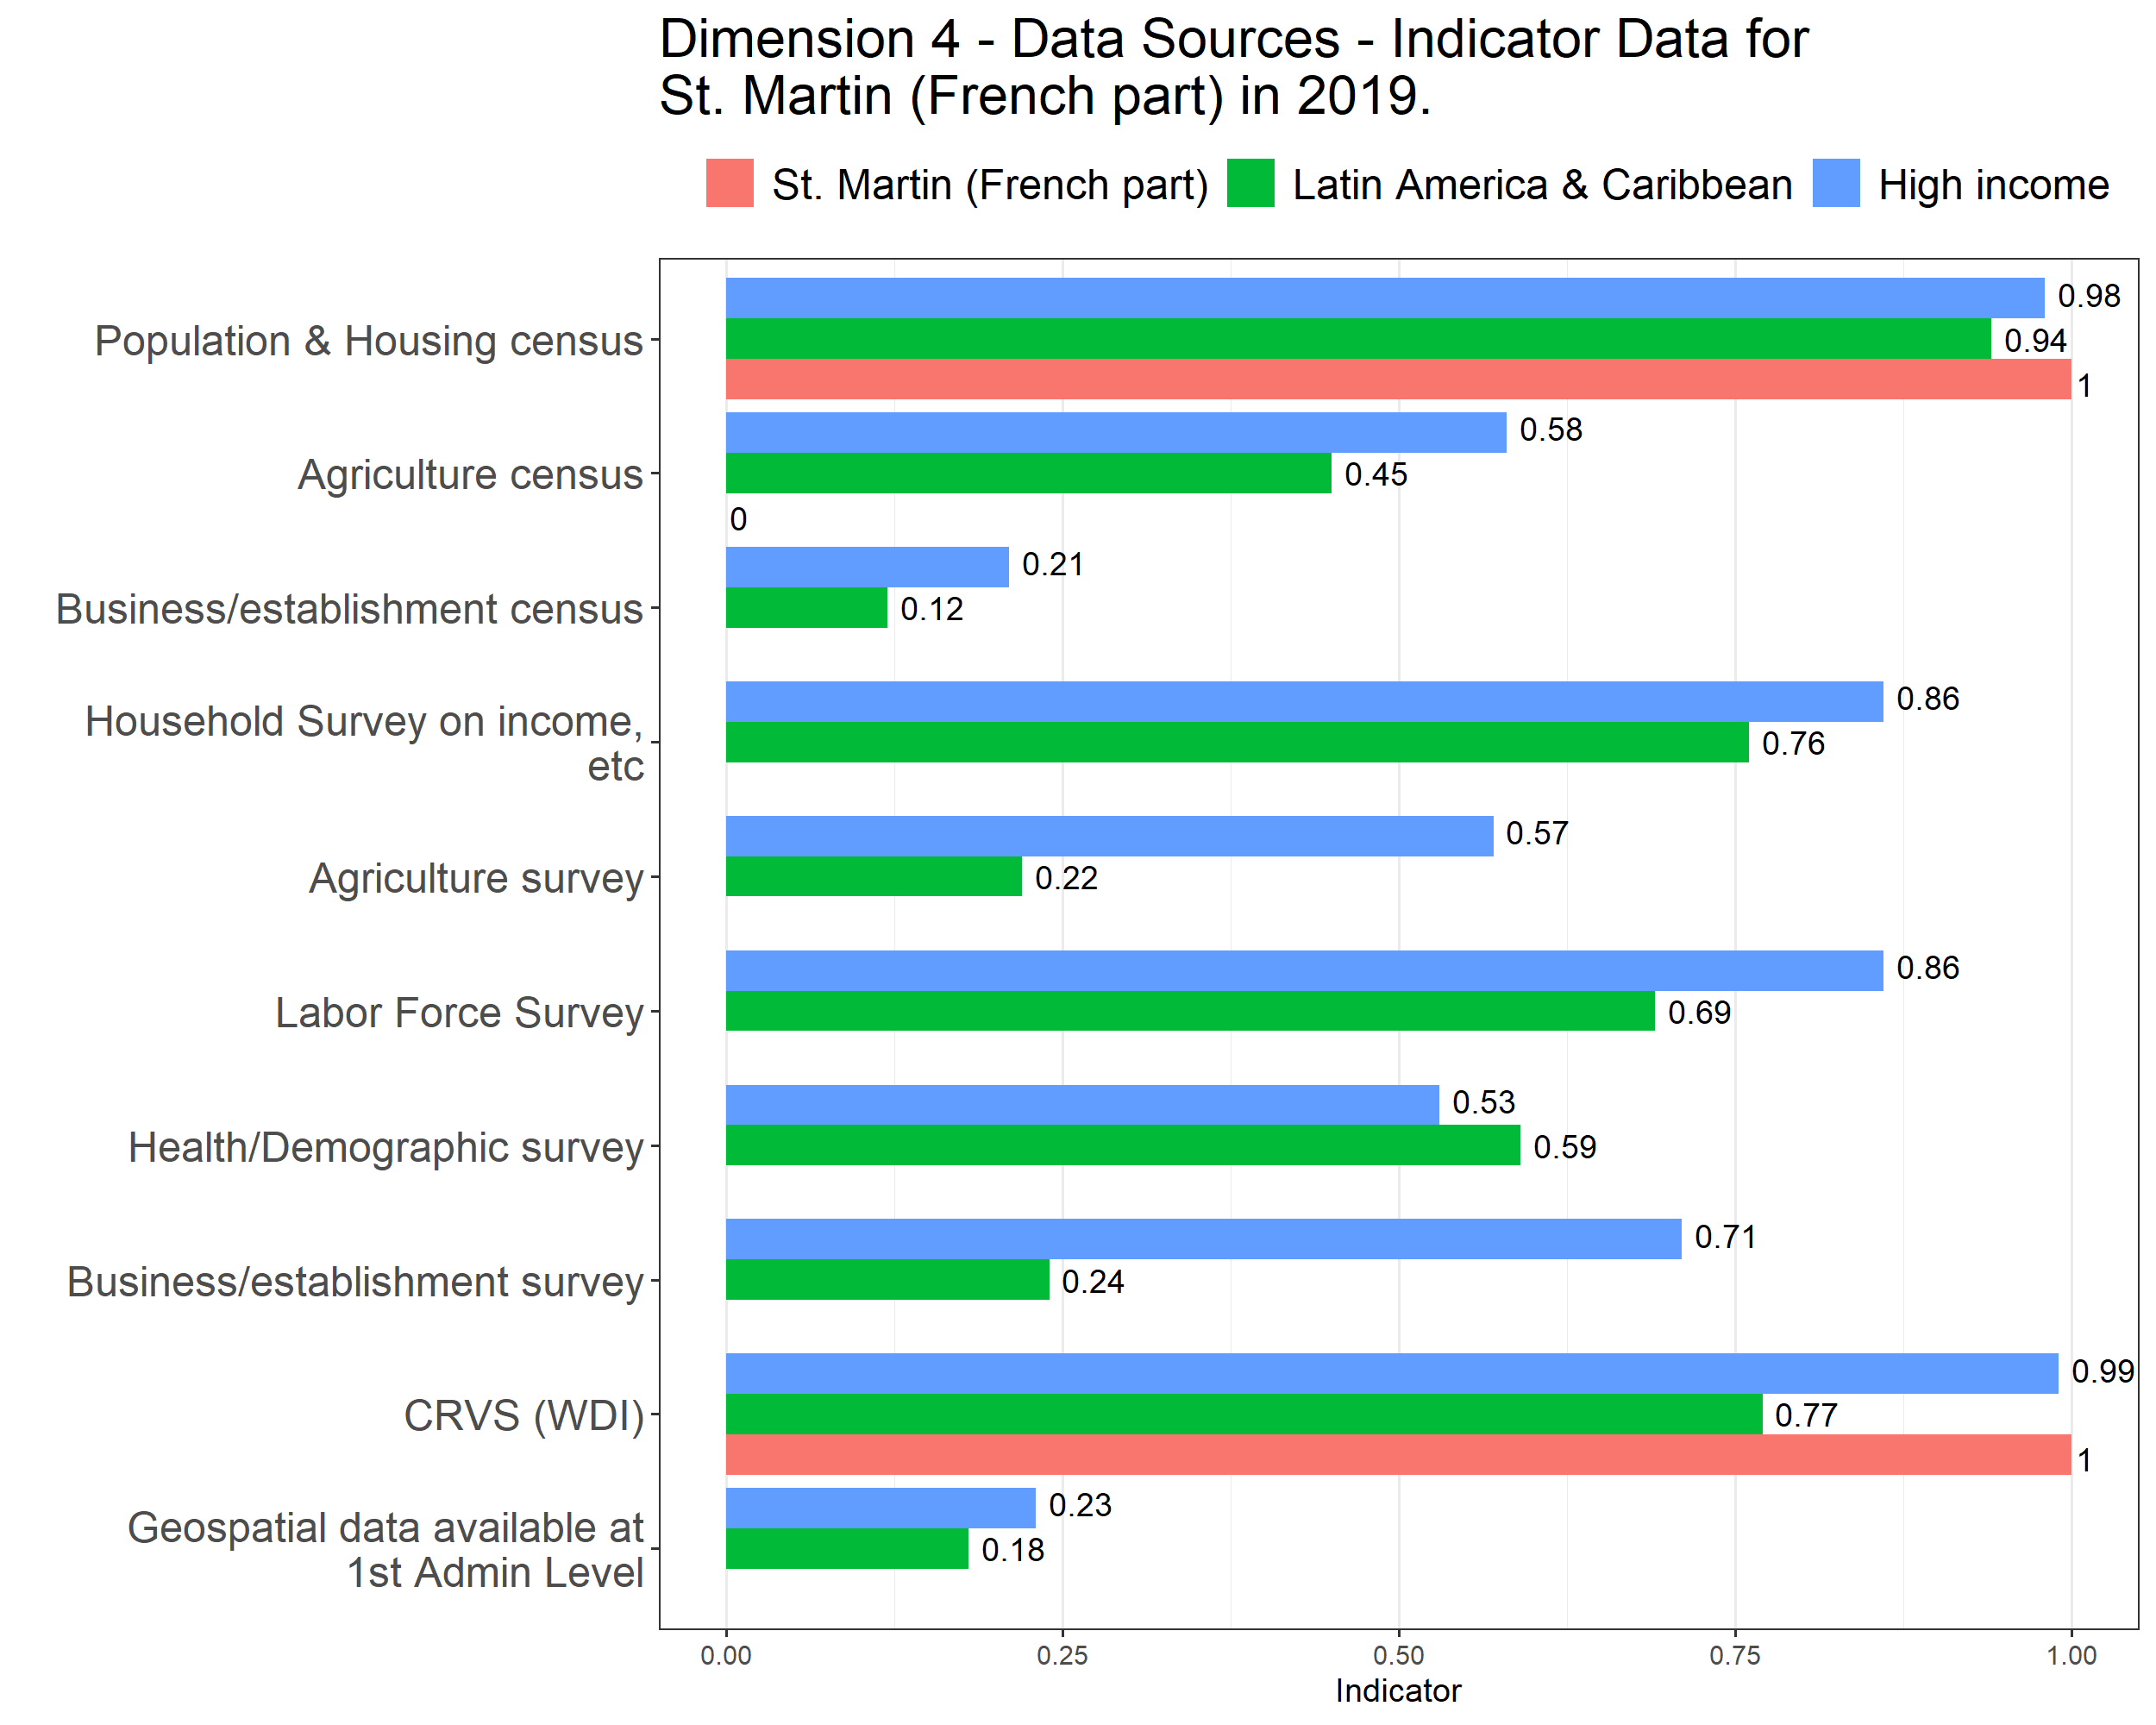 Dimension 4 - Data Sources - Indicator Data for
St. Martin (French part) in 2019.
St. Martin (French part) Latin America & Caribbean High income
Population & Housing census
0.98
0.94
1
Agriculture census
0.58
0.45
0
Business/establishment census
0.21
0.12
Household Survey on income,
etc
0.86
0.76
Agriculture survey
0.57
0.22
Labor Force Survey
0.86
0.69
Health/Demographic survey
0.53
0.59
Business/establishment survey
0.71
0.24
CRVS (WDI)
0.99
0.77
1
Geospatial data available at
1st Admin Level
0.23
0.18
0.00 0.25 0.50 0.75 1.00
Indicator